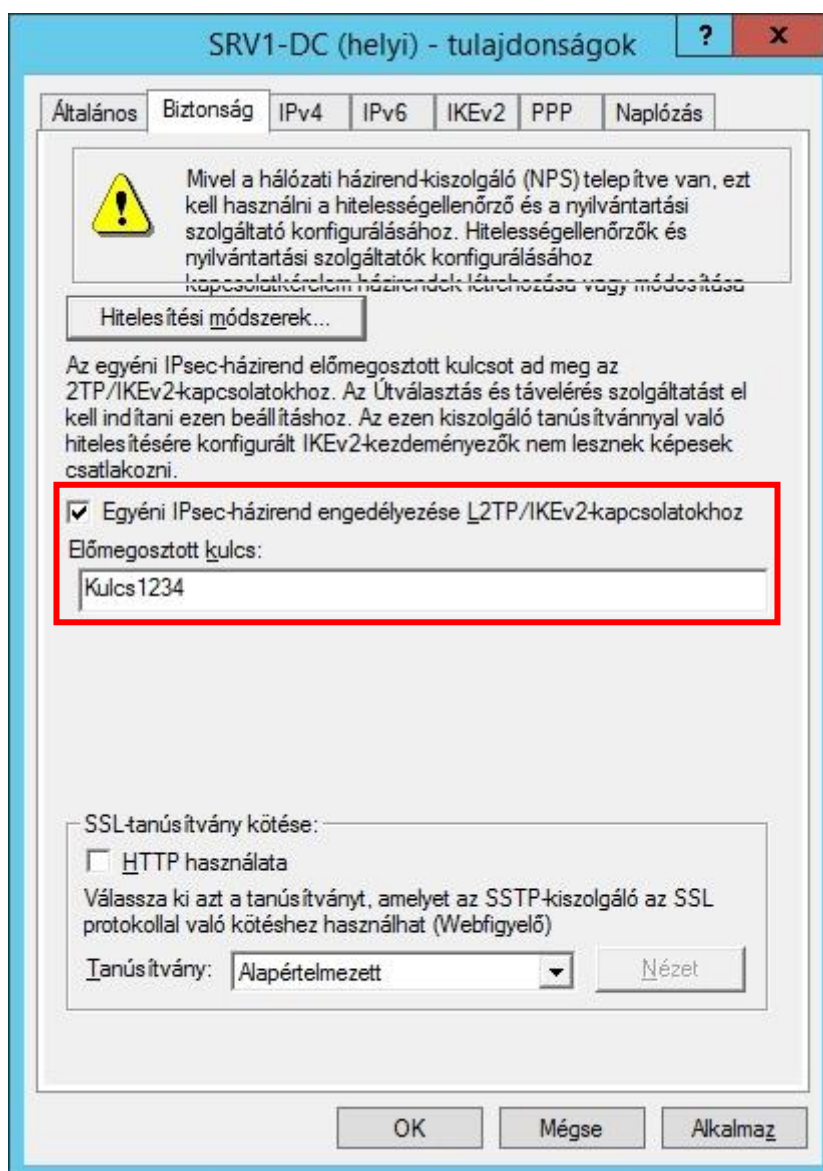 SRV1-DC (helyi) - tulajdonságok
? x
Általános Biztonság IPv4 IPv6 IKEv2 PPP Naplózás
Mivel a hálózati házirend-kiszolgáló (NPS) telepítve van, ezt
kell használni a hitelességellenőrző és a nyilvántartási
szolgáltató konfigurálásához. Hitelességellenőrzők és
nyilvántartási szolgáltatók konfigurálásához
kapcsolatkérelem házirendek létrehozása vagy módosítása
Hitelesítési módszerek...
Az egyéni IPsec-házirend előmegosztott kulcsot ad meg az
2TP/IKEv2-kapcsolatokhoz. Az Útválasztás és távelérés szolgáltatást el
kell indítani ezen beállításhoz. Az ezen kiszolgáló tanúsítvánnyal való
hitelesítésére konfigurált IKEv2-kezdeményezők nem lesznek képesek
csatlakozni.
Egyéni IPsec-házirend engedélyezése L2TP/IKEv2-kapcsolatokhoz
Előmegosztott kulcs:
Kulcs1234
SSL-tanúsítvány kötése:
HTTP használata
Válassza ki azt a tanúsítványt, amelyet az SSTP-kiszolgáló az SSL
protokollal való kötéshez használhat (Webfigyelő)
Tanúsítvány: Alapértelmezett Nézet
OK Mégse Alkalmaz